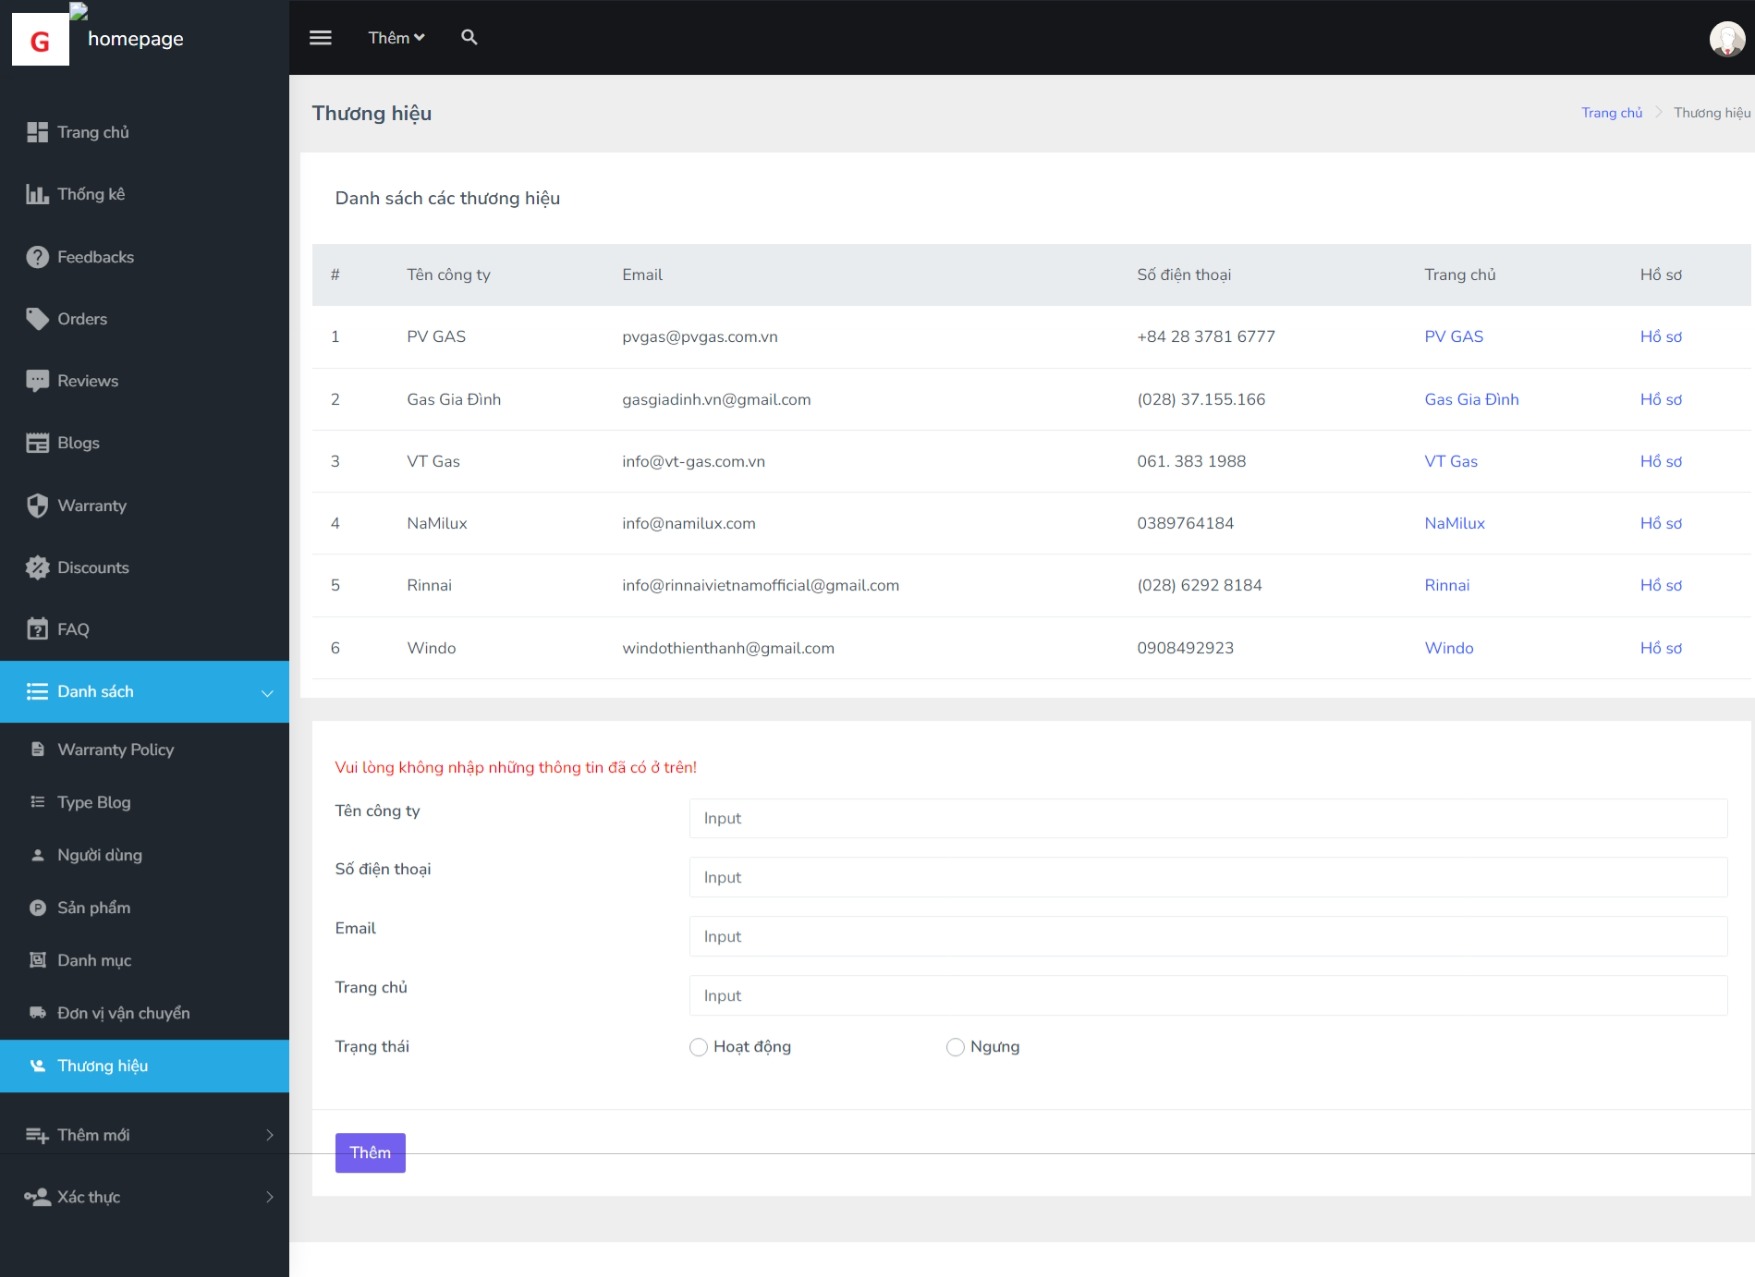 G homepage
Thêm
Trang chủ
Thống kê
Feedbacks
Orders
Reviews
Blogs
Warranty
Discounts
FAQ
Danh sách
Warranty Policy
Type Blog
Người dùng
Sản phẩm
Danh mục
Đơn vị vận chuyển
Thương hiệu
Thêm mới
Xác thực
Thương hiệu
Trang chủ > Thương hiệu
Danh sách các thương hiệu
# Tên công ty Email Số điện thoại Trang chủ Hồ sơ
1 PV GAS pvgas@pvgas.com.vn +84 28 3781 6777 PV GAS Hồ sơ
2 Gas Gia Đình gasgiadinh.vn@gmail.com (028) 37.155.166 Gas Gia Đình Hồ sơ
3 VT Gas info@vt-gas.com.vn 061. 383 1988 VT Gas Hồ sơ
4 NaMilux info@namilux.com 0389764184 NaMilux Hồ sơ
5 Rinnai info@rinnaivietnamofficial@gmail.com (028) 6292 8184 Rinnai Hồ sơ
6 Windo windothienthanh@gmail.com 0908492923 Windo Hồ sơ
Vui lòng không nhập những thông tin đã có ở trên!
Tên công ty Input
Số điện thoại Input
Email Input
Trang chủ Input
Trạng thái Hoạt động Ngưng
Thêm